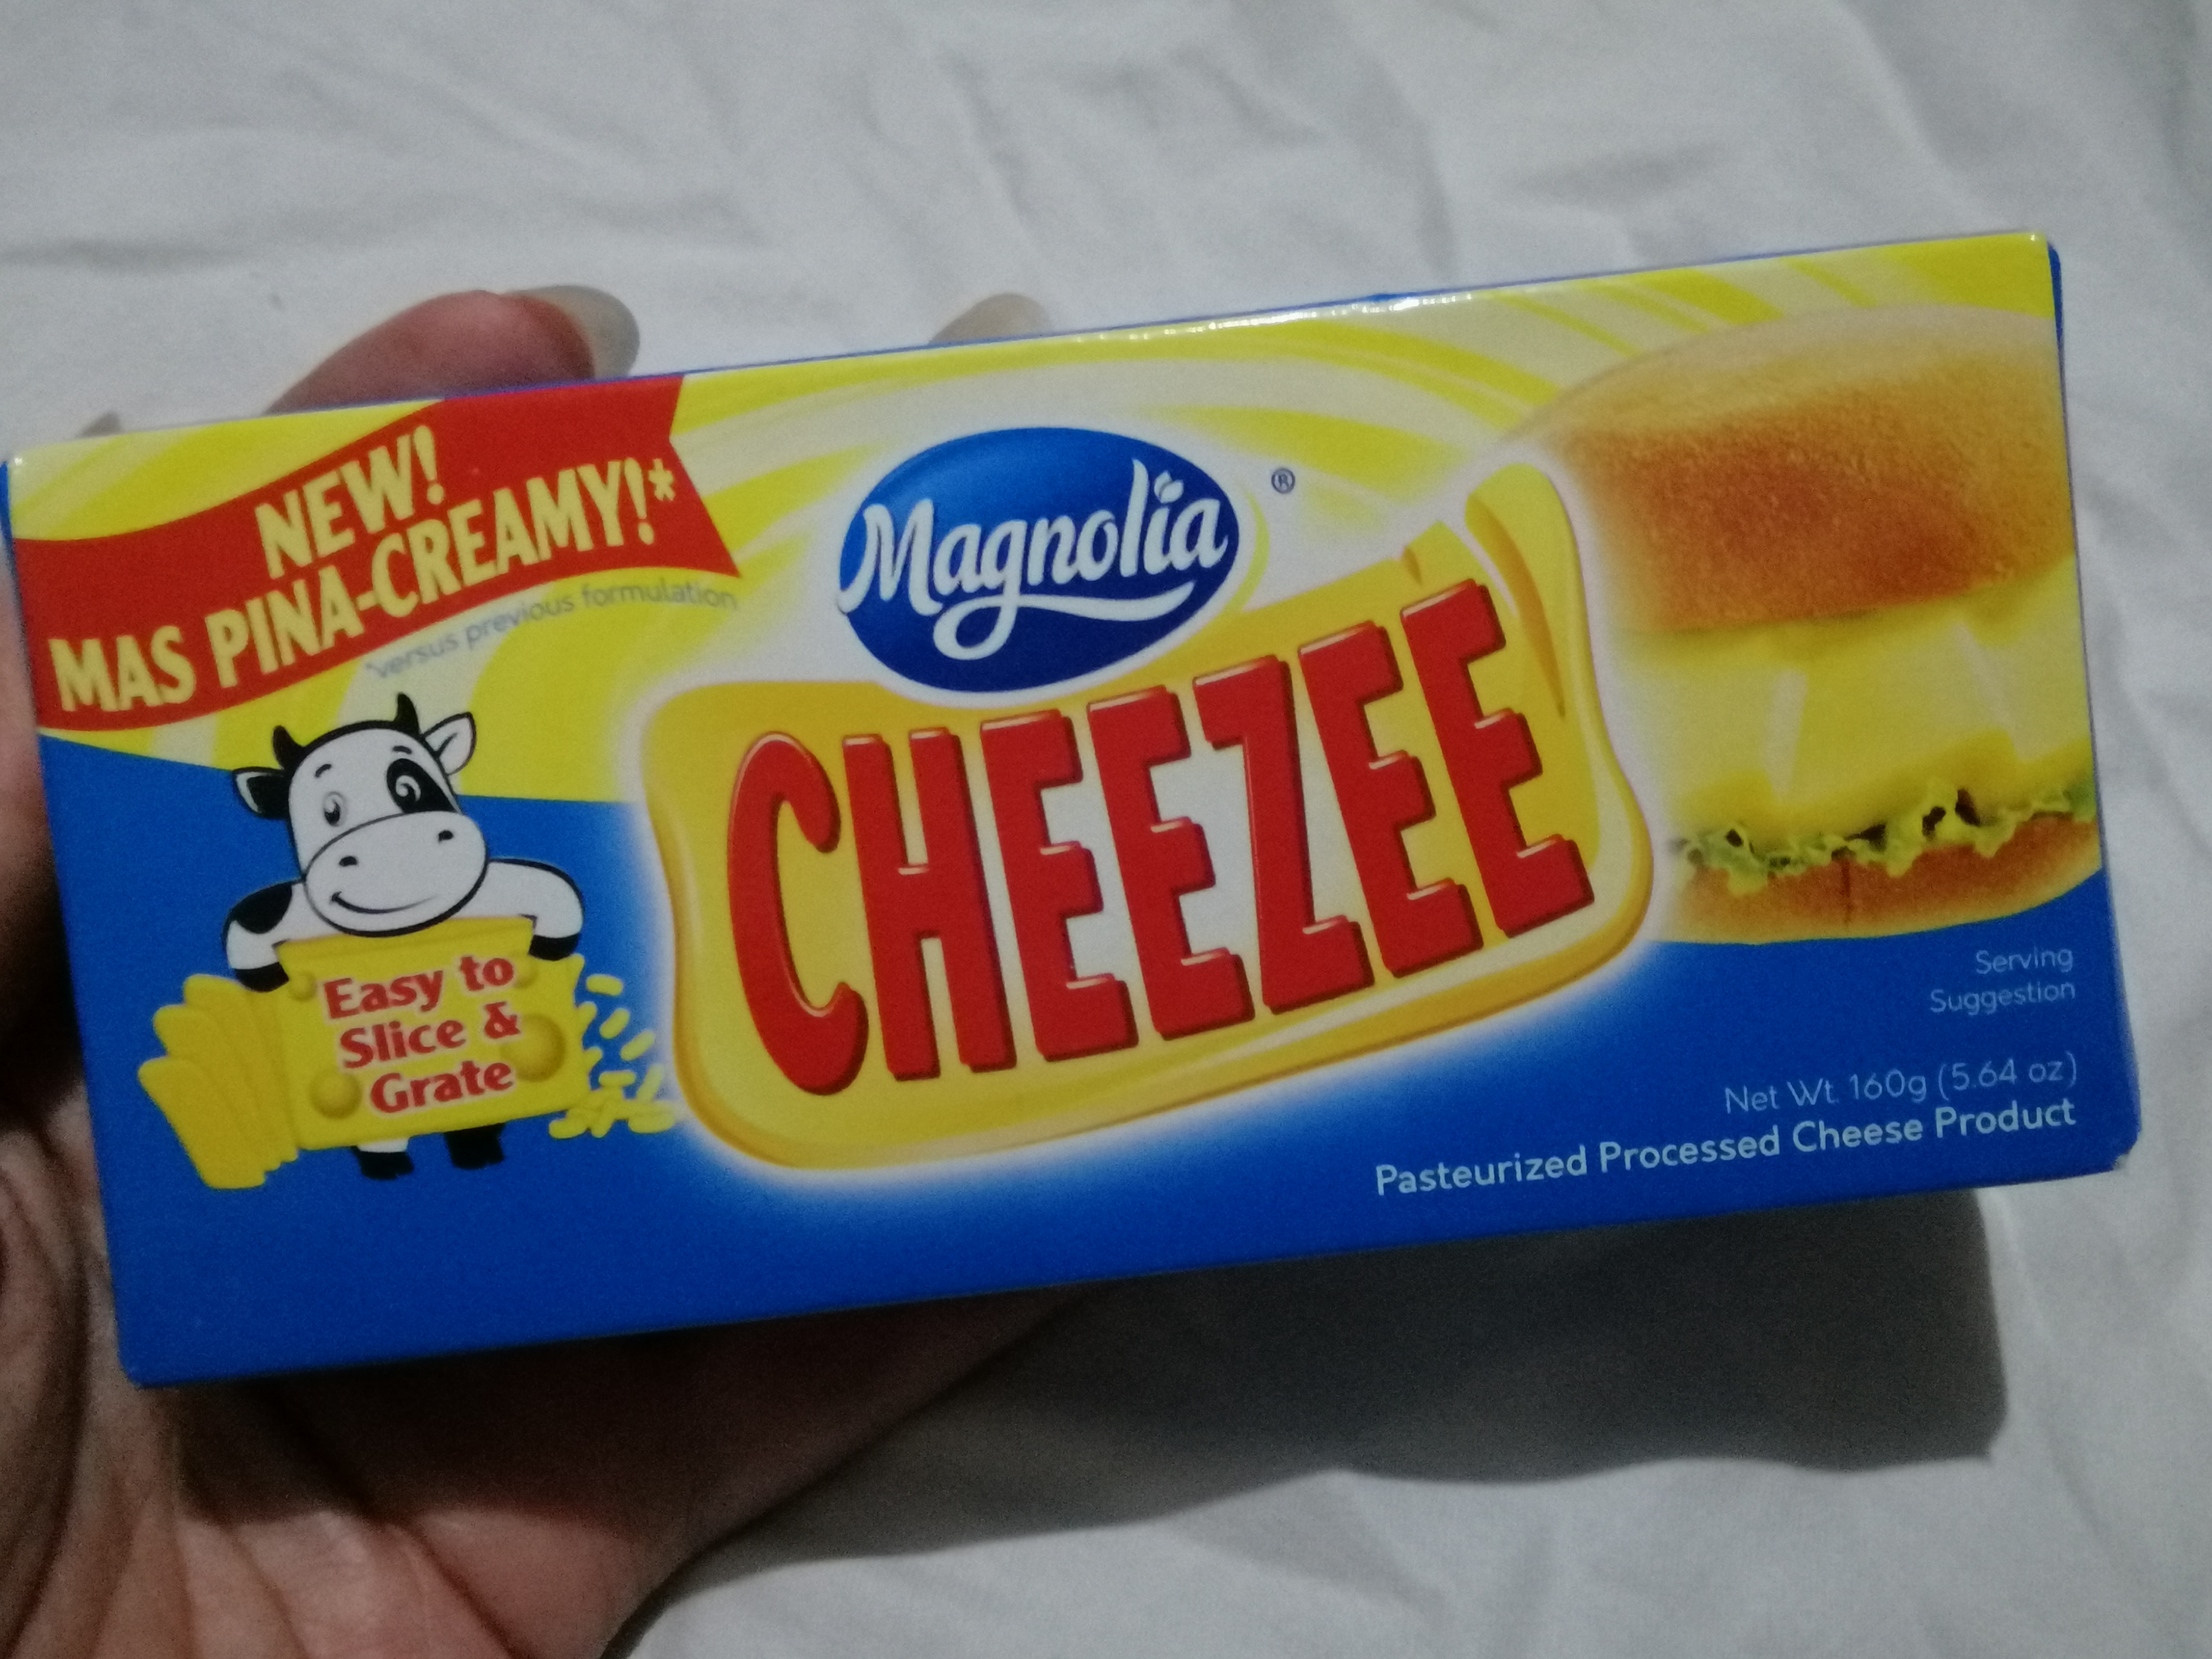 NEW!
MAS PINA-CREAMY!*
*versus previous formulation
Magnolia ®
CHEEZEE
Easy to
Slice &
Grate
Serving
Suggestion
Net Wt. 160g (5.64 oz)
Pasteurized Processed Cheese Product